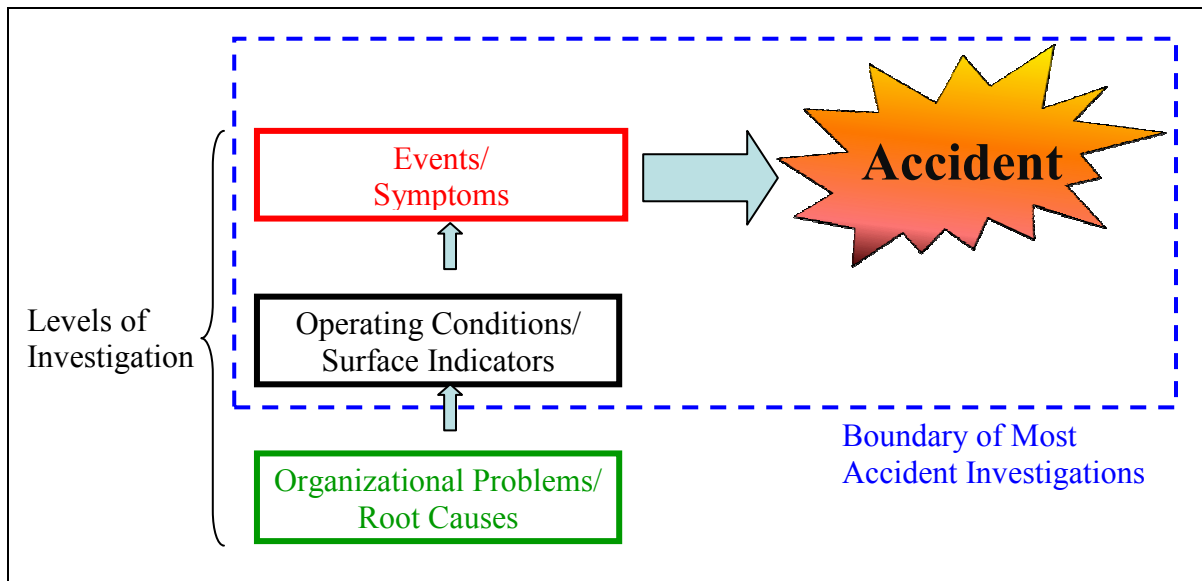 Events/
Symptoms
Accident
Operating Conditions/
Surface Indicators
Levels of
Investigation
Boundary of Most
Accident Investigations
Organizational Problems/
Root Causes